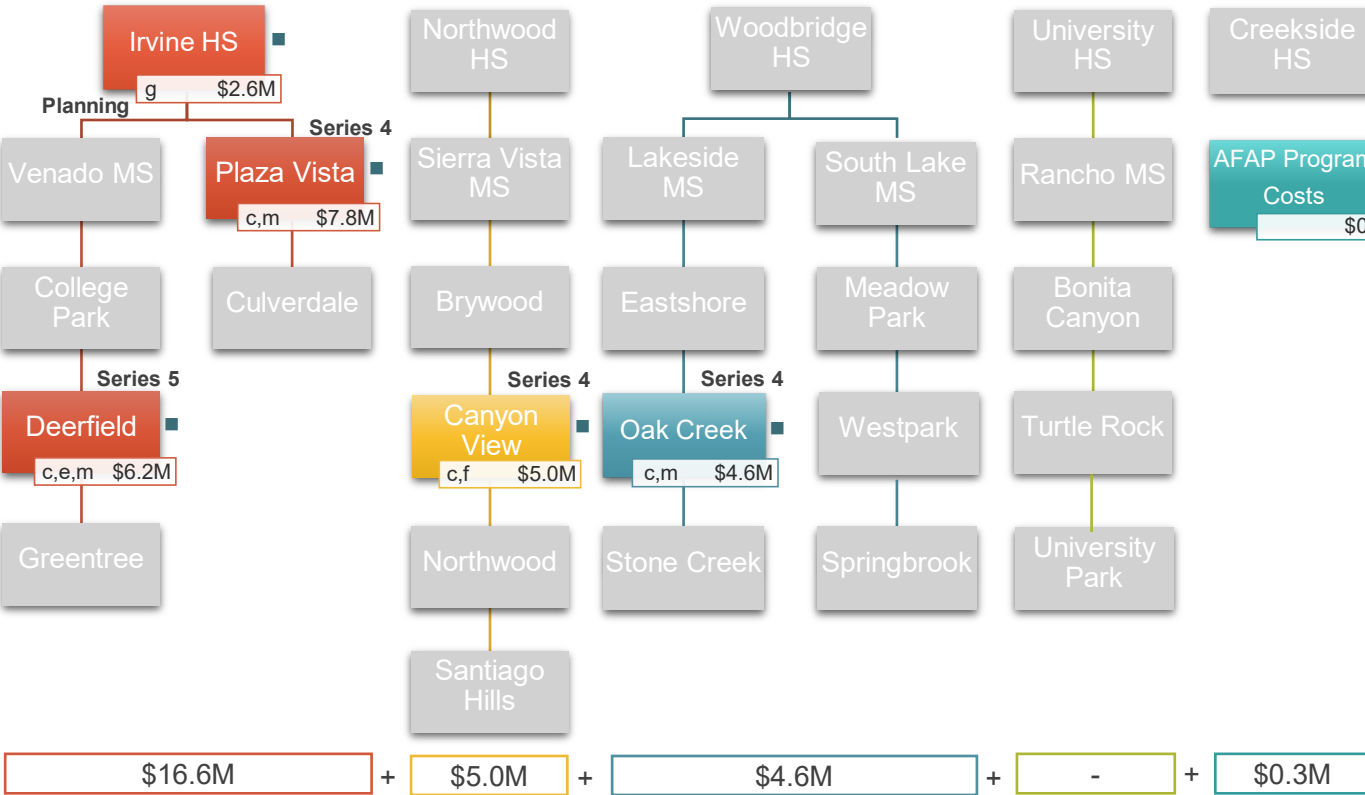 Irvine HS
g $2.6M
Planning
Series 4
Venado MS
Plaza Vista
c,m $7.8M
College
Park
Culverdale
Series 5
Deerfield
c,e,m $6.2M
Greentree
Northwood
HS
Sierra Vista
MS
Brywood
Series 4
Canyon
View
c,f $5.0M
Northwood
Santiago
Hills
Woodbridge
HS
Lakeside
MS
South Lake
MS
Eastshore
Meadow
Park
Series 4
Oak Creek
c,m $4.6M
Westpark
Stone Creek
Springbrook
University
HS
Rancho MS
Bonita
Canyon
Turtle Rock
University
Park
Creekside
HS
AFAP Program
Costs
$0
$16.6M + $5.0M + $4.6M + - + $0.3M